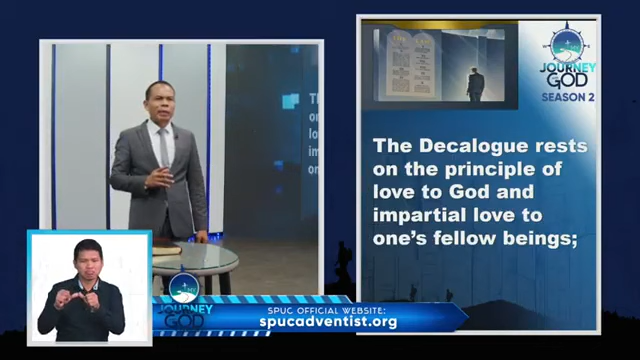 JOURNEY
GOD
SEASON 2
The Decalogue rests
on the principle of
love to God and
impartial love to
one's fellow beings;
JOURNEY
GOD
SPUC OFFICIAL WEBSITE:
spucadventist.org